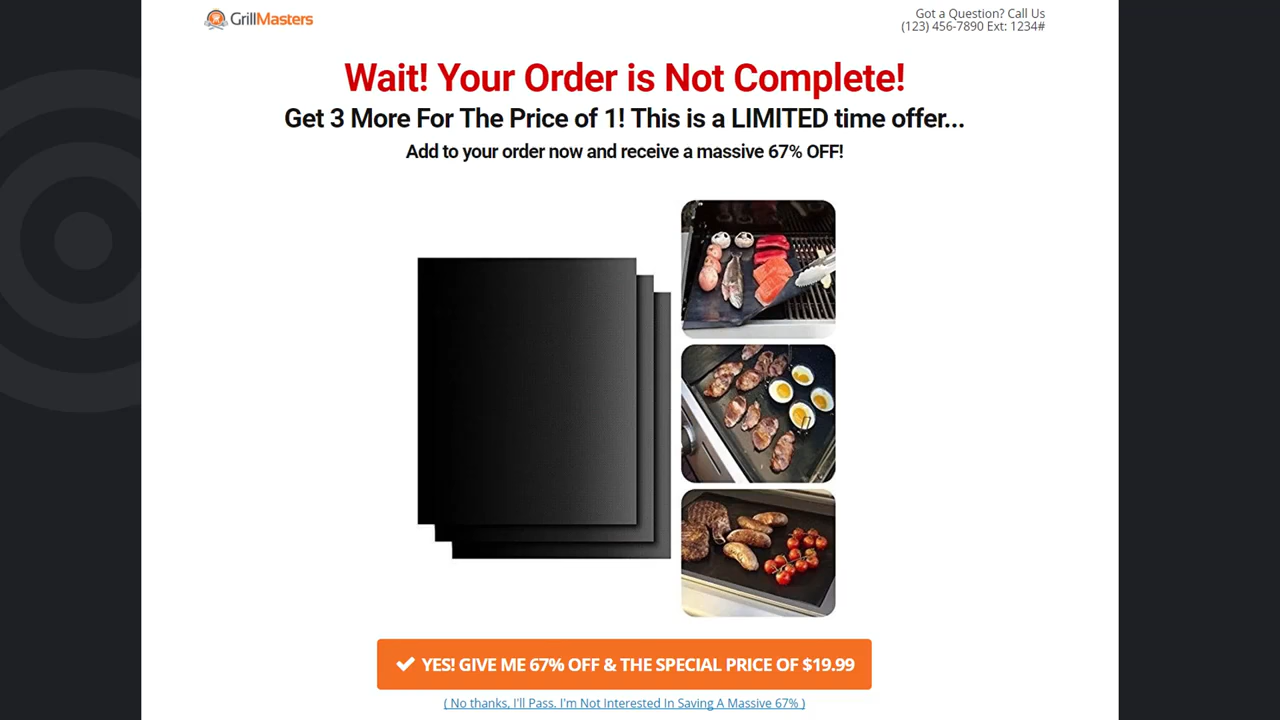 GrillMasters
Got a Question? Call Us
(123) 456-7890 Ext: 1234#
Wait! Your Order is Not Complete!
Get 3 More For The Price of 1! This is a LIMITED time offer...
Add to your order now and receive a massive 67% OFF!
YES! GIVE ME 67% OFF & THE SPECIAL PRICE OF $19.99
( No thanks, I'll Pass. I'm Not Interested In Saving A Massive 67% )